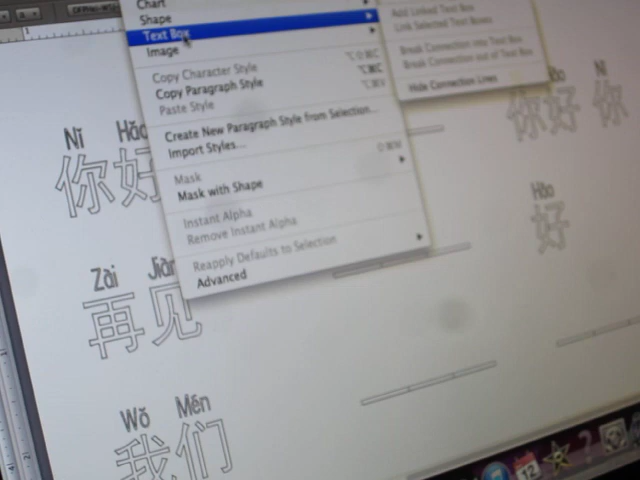 Chart
Shape
Text Box
Image
Copy Character Style
Copy Paragraph Style
Paste Style
Create New Paragraph Style from Selection...
Import Styles...
Mask
Mask with Shape
Instant Alpha
Remove Instant Alpha
Reapply Defaults to Selection
Advanced
Add Linked Text Box
Link Selected Text Boxes
Break Connection into Text Box
Break Connection out of Text Box
Hide Connection Lines
Nǐ Hǎo
你好
Nǐ
你好 你
Hǎo
好
Zài Jiàn
再见
Wǒ Mén
我们
12